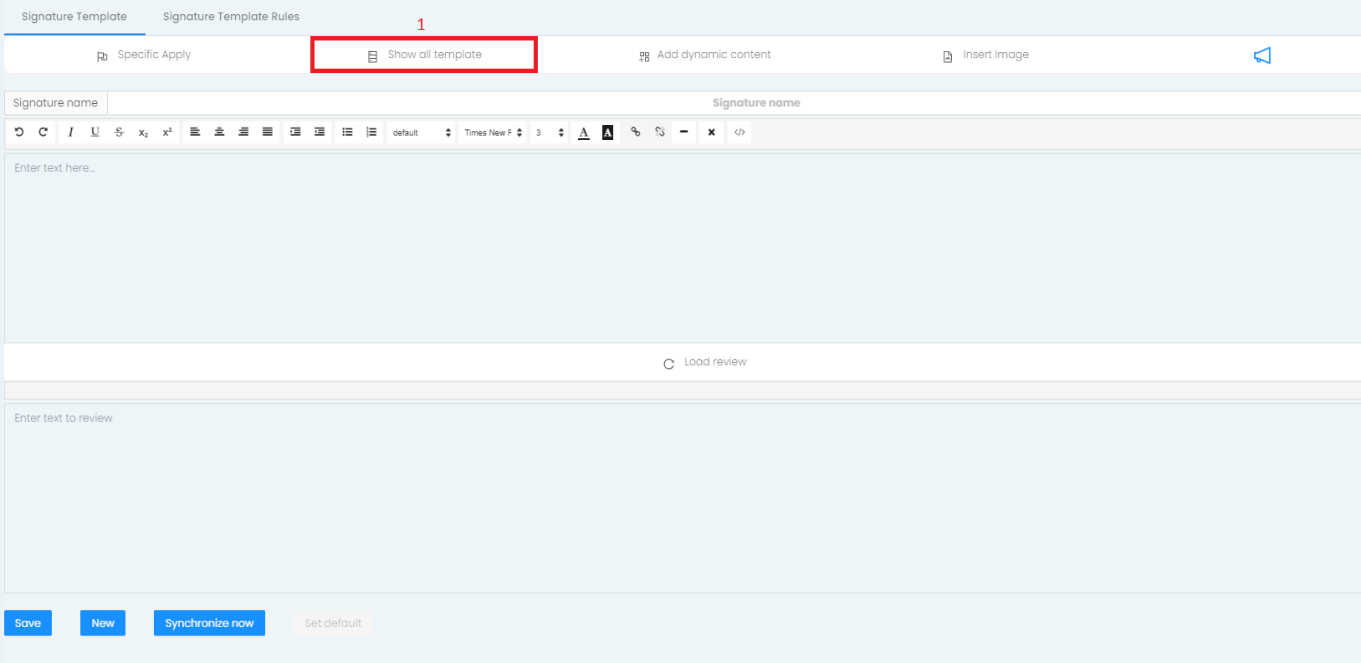 Signature Template Signature Template Rules
1
Specific Apply Show all template Add dynamic content Insert Image
Signature name Signature name
I U S x₂ x² default Times New F 3 A A </>
Enter text here...
Load review
Enter text to review
Save New Synchronize now Set default